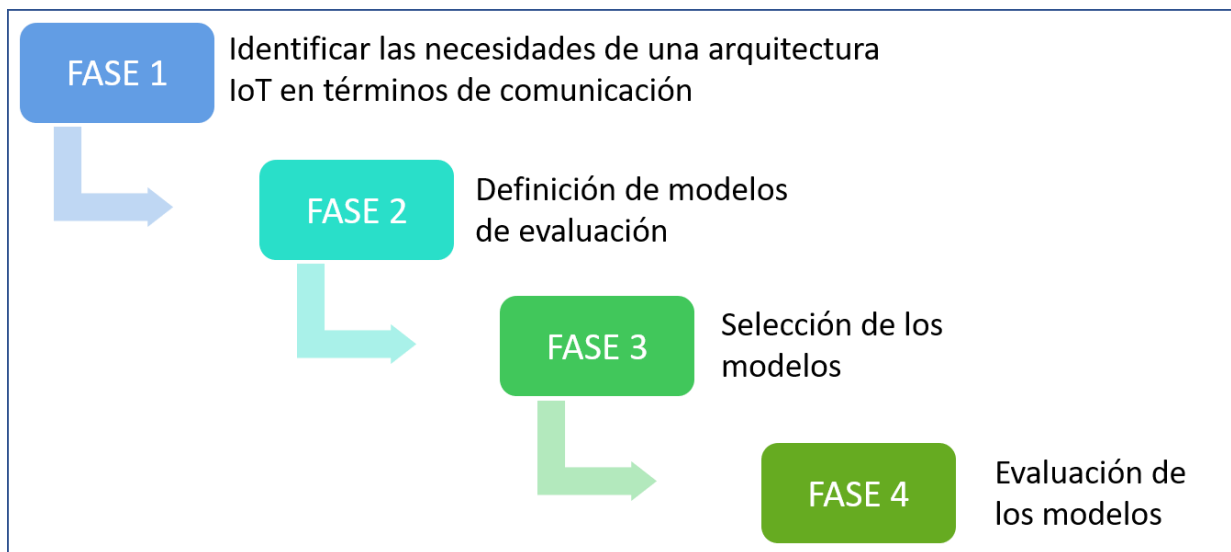 FASE 1
Identificar las necesidades de una arquitectura
IoT en términos de comunicación
FASE 2
Definición de modelos
de evaluación
FASE 3
Selección de los
modelos
FASE 4
Evaluación de
los modelos